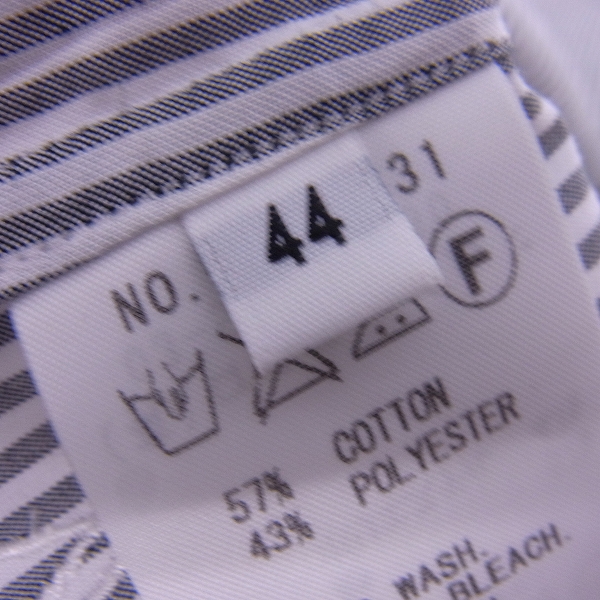 NO. 31
44
F
57% COTTON
43% POLYESTER
WASH.
BLEACH.